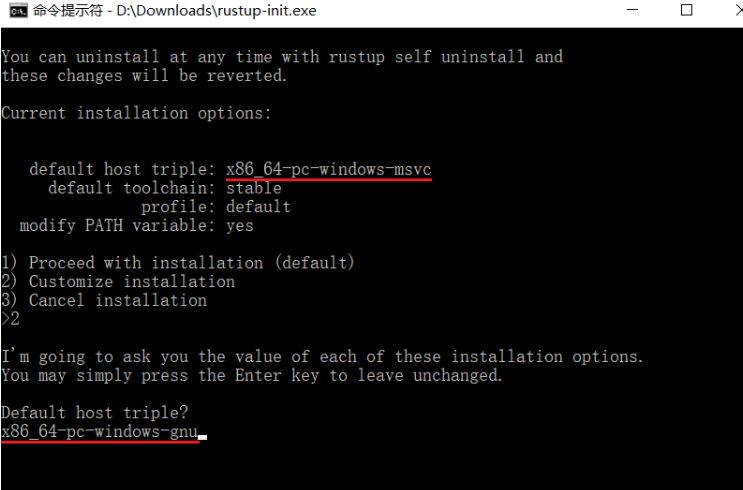 命令提示符 - D:\Downloads\rustup-init.exe
You can uninstall at any time with rustup self uninstall and
these changes will be reverted.
Current installation options:
default host triple: x86_64-pc-windows-msvc
default toolchain: stable
profile: default
modify PATH variable: yes
1) Proceed with installation (default)
2) Customize installation
3) Cancel installation
>2
I'm going to ask you the value of each of these installation options.
You may simply press the Enter key to leave unchanged.
Default host triple?
x86_64-pc-windows-gnu